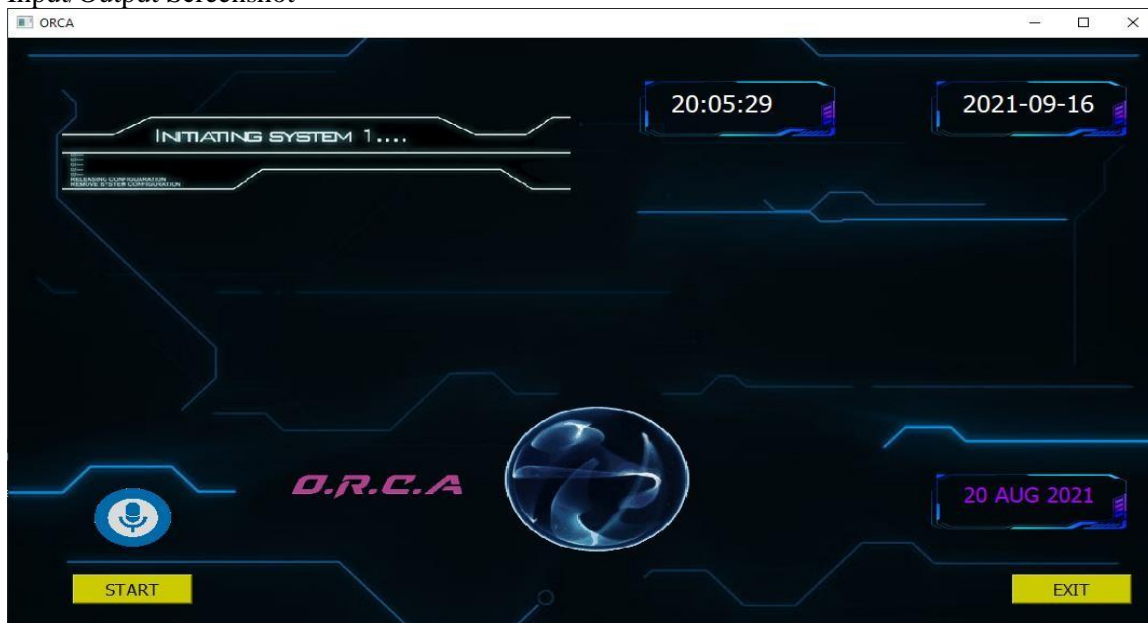 Input/Output Screenshot
ORCA
20:05:29
2021-09-16
INITIATING SYSTEM 1....
RELEASING CONFIGURATION
REMOVE SYSTEM CONFIGURATION
O.R.C.A
20 AUG 2021
START
EXIT